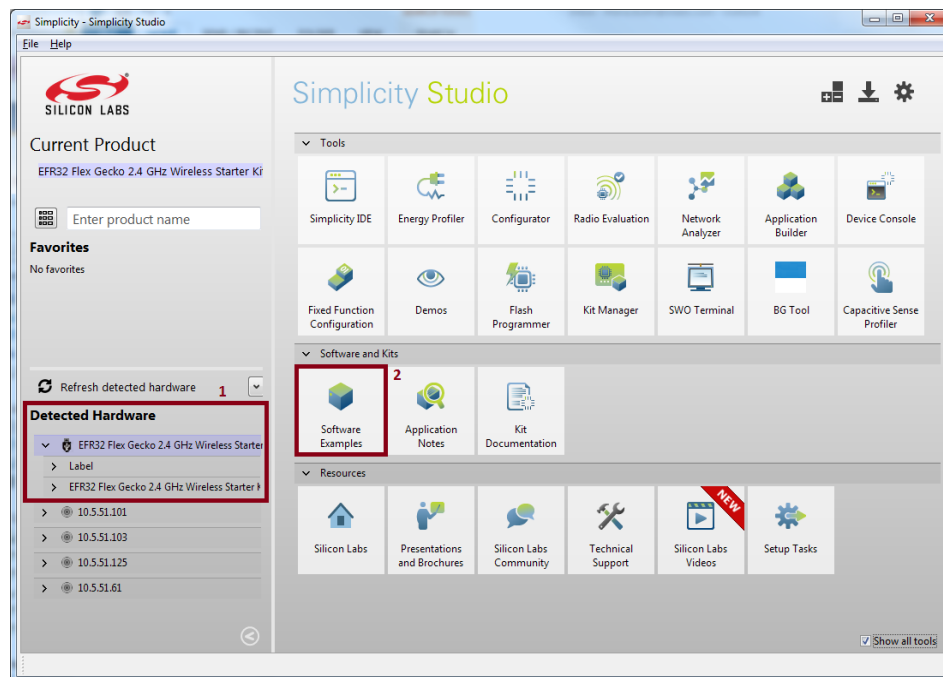 Simplicity - Simplicity Studio
File Help
SILICON LABS
Simplicity Studio
Current Product
EFR32 Flex Gecko 2.4 GHz Wireless Starter Ki
Enter product name
Favorites
No favorites
Refresh detected hardware
1
Detected Hardware
EFR32 Flex Gecko 2.4 GHz Wireless Starter
Label
EFR32 Flex Gecko 2.4 GHz Wireless Starter K
10.5.51.101
10.5.51.103
10.5.51.125
10.5.51.61
Tools
Simplicity IDE
Energy Profiler
Configurator
Radio Evaluation
Network
Analyzer
Application
Builder
Device Console
Fixed Function
Configuration
Demos
Flash
Programmer
Kit Manager
SWO Terminal
BG Tool
Capacitive Sense
Profiler
Software and Kits
2
Software
Examples
Application
Notes
Kit
Documentation
Resources
Silicon Labs
Presentations
and Brochures
Silicon Labs
Community
Technical
Support
NEW
Silicon Labs
Videos
Setup Tasks
Show all tools